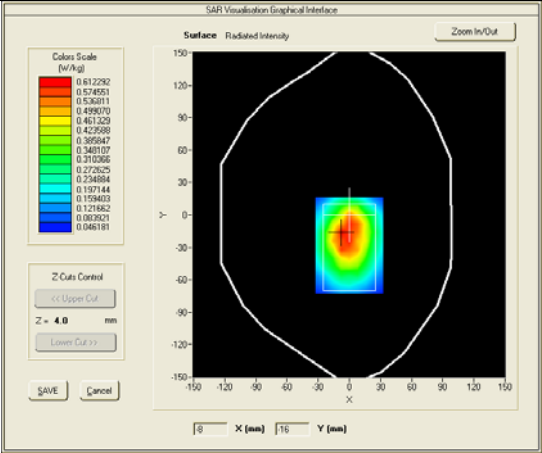 SAR Visualisation Graphical Interface
Surface Radiated Intensity
Zoom In/Out
Colors Scale
(W/kg)
0.612292
0.574551
0.536811
0.499070
0.461329
0.423588
0.385847
0.348107
0.310366
0.272625
0.234884
0.197144
0.159403
0.121662
0.083921
0.046181
Z-Cuts Control
<< Upper Cut
Z = 4.0 mm
Lower Cut >>
SAVE Cancel
150-
120-
90-
60-
30-
0-
-30-
-60-
-90-
-120-
-150-
Y
-150 -120 -90 -60 -30 0 30 60 90 120 150
X
-8 X (mm) -16 Y (mm)